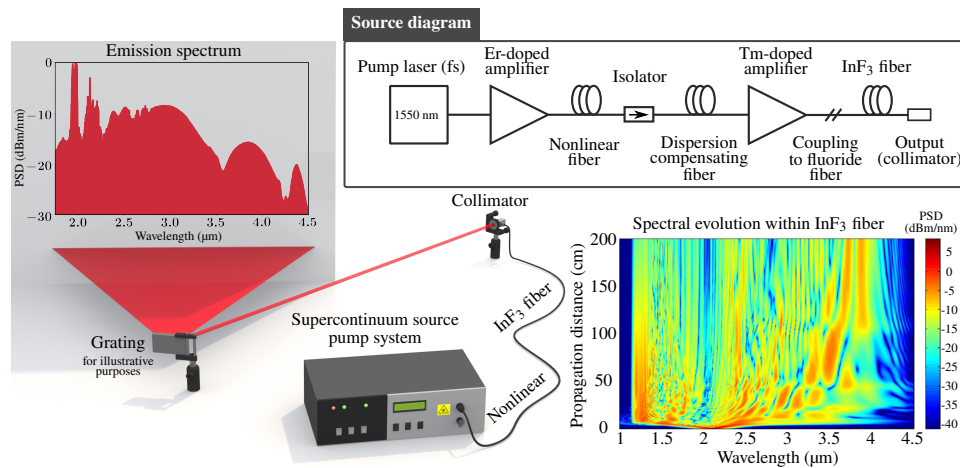 Source diagram
Emission spectrum
PSD (dBm/nm)
0
−10
−20
−30
2.0
2.5
3.0
3.5
4.0
4.5
Wavelength (μm)
Pump laser (fs)
1550 nm
Er-doped
amplifier
Nonlinear
fiber
Isolator
Dispersion
compensating
fiber
Tm-doped
amplifier
Coupling
to fluoride
fiber
InF3 fiber
Output
(collimator)
Collimator
Grating
for illustrative
purposes
Supercontinuum source
pump system
Nonlinear
InF3 fiber
Spectral evolution within InF3 fiber
Propagation distance (cm)
200
150
100
50
0
1
1.5
2
2.5
3
3.5
4
4.5
Wavelength (μm)
PSD
(dBm/nm)
5
0
-5
-10
-15
-20
-25
-30
-35
-40